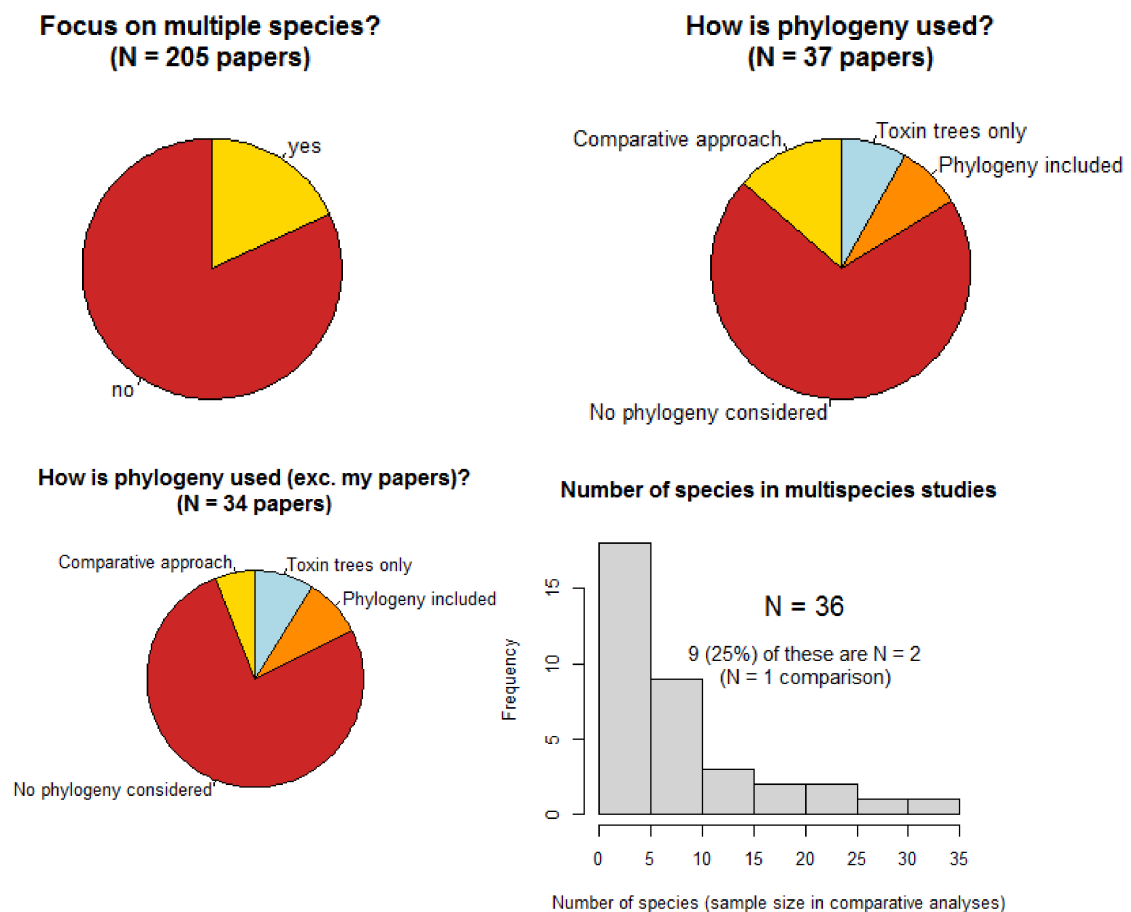 Focus on multiple species?
(N = 205 papers)
yes
no
How is phylogeny used?
(N = 37 papers)
Comparative approach
Toxin trees only
Phylogeny included
No phylogeny considered
How is phylogeny used (exc. my papers)?
(N = 34 papers)
Comparative approach
Toxin trees only
Phylogeny included
No phylogeny considered
Number of species in multispecies studies
N = 36
9 (25%) of these are N = 2
(N = 1 comparison)
Frequency
15
10
5
0
0 5 10 15 20 25 30 35
Number of species (sample size in comparative analyses)